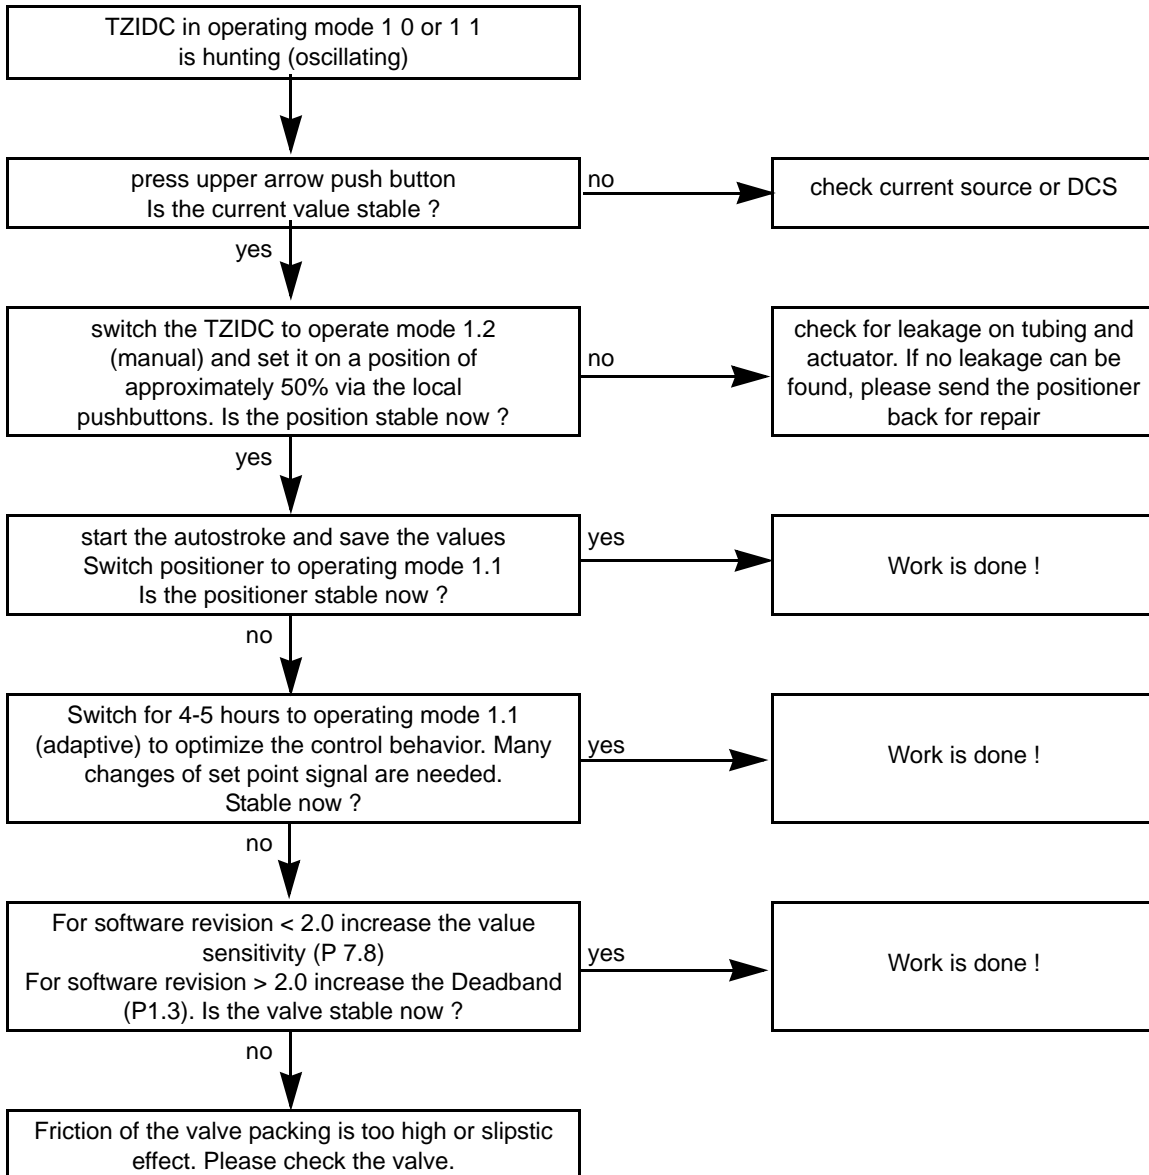 TZIDC in operating mode 1 0 or 1 1
is hunting (oscillating)
press upper arrow push button
Is the current value stable ?
no
check current source or DCS
yes
switch the TZIDC to operate mode 1.2
(manual) and set it on a position of
approximately 50% via the local
pushbuttons. Is the position stable now ?
no
check for leakage on tubing and
actuator. If no leakage can be
found, please send the positioner
back for repair
yes
start the autostroke and save the values
Switch positioner to operating mode 1.1
Is the positioner stable now ?
yes
Work is done !
no
Switch for 4-5 hours to operating mode 1.1
(adaptive) to optimize the control behavior. Many
changes of set point signal are needed.
Stable now ?
yes
Work is done !
no
For software revision < 2.0 increase the value
sensitivity (P 7.8)
For software revision > 2.0 increase the Deadband
(P1.3). Is the valve stable now ?
yes
Work is done !
no
Friction of the valve packing is too high or slipstic
effect. Please check the valve.